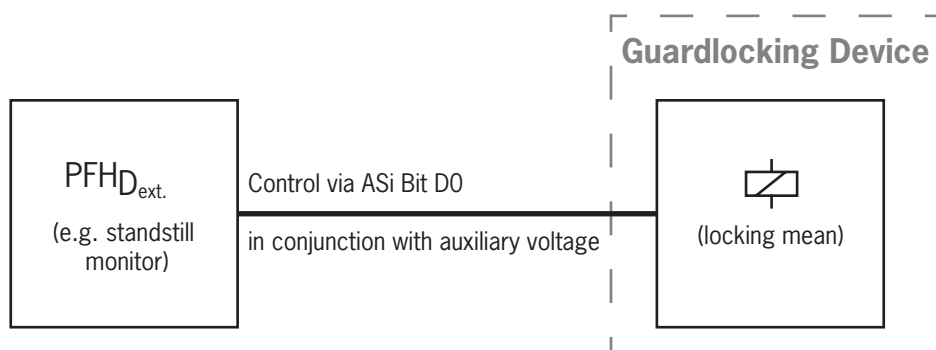 Guardlocking Device
PFHDext.
(e.g. standstill
monitor)
Control via ASi Bit D0
in conjunction with auxiliary voltage
(locking mean)